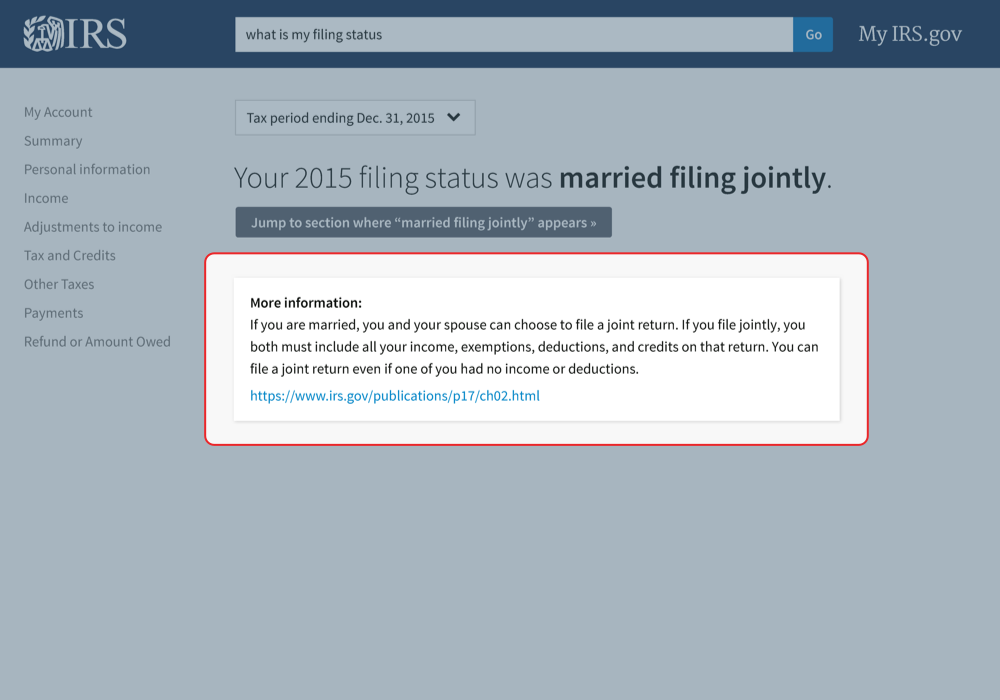 IRS
what is my filing status
Go
My IRS.gov
My Account
Summary
Personal information
Income
Adjustments to income
Tax and Credits
Other Taxes
Payments
Refund or Amount Owed
Tax period ending Dec. 31, 2015
Your 2015 filing status was married filing jointly.
Jump to section where “married filing jointly” appears »
More information:
If you are married, you and your spouse can choose to file a joint return. If you file jointly, you
both must include all your income, exemptions, deductions, and credits on that return. You can
file a joint return even if one of you had no income or deductions.
https://www.irs.gov/publications/p17/ch02.html